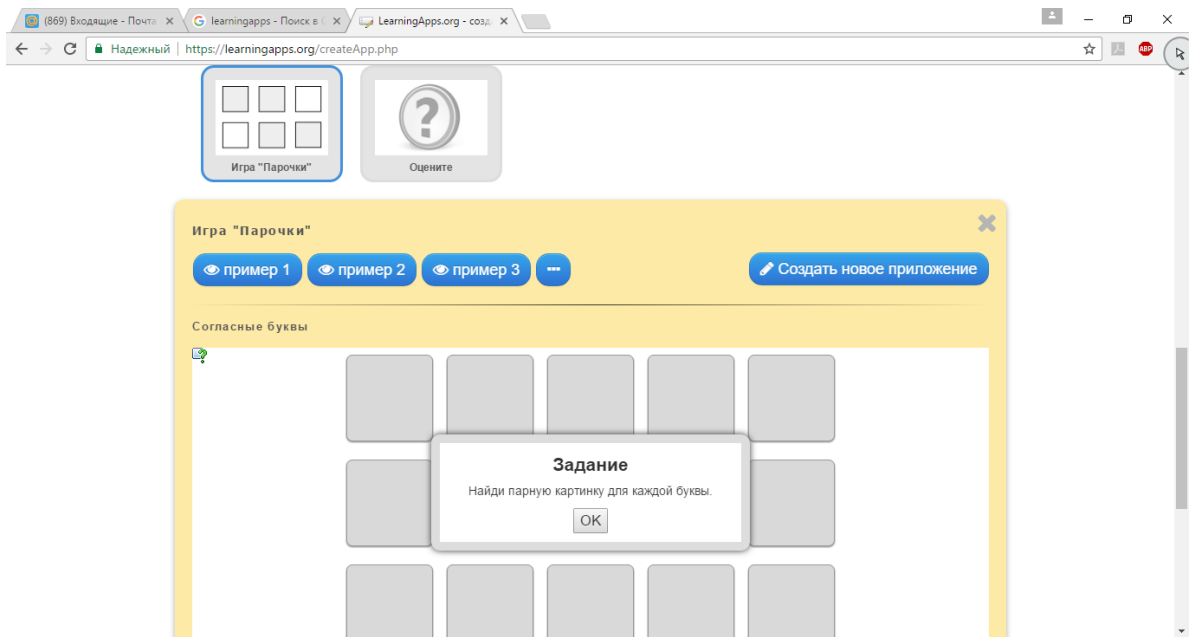 (869) Входящие - Почта
learningapps - Поиск в
LearningApps.org - созд
Надежный
https://learningapps.org/createApp.php
ABP
Игра "Парочки"
Оцените
Игра "Парочки"
пример 1
пример 2
пример 3
Создать новое приложение
Согласные буквы
Задание
Найди парную картинку для каждой буквы.
OK